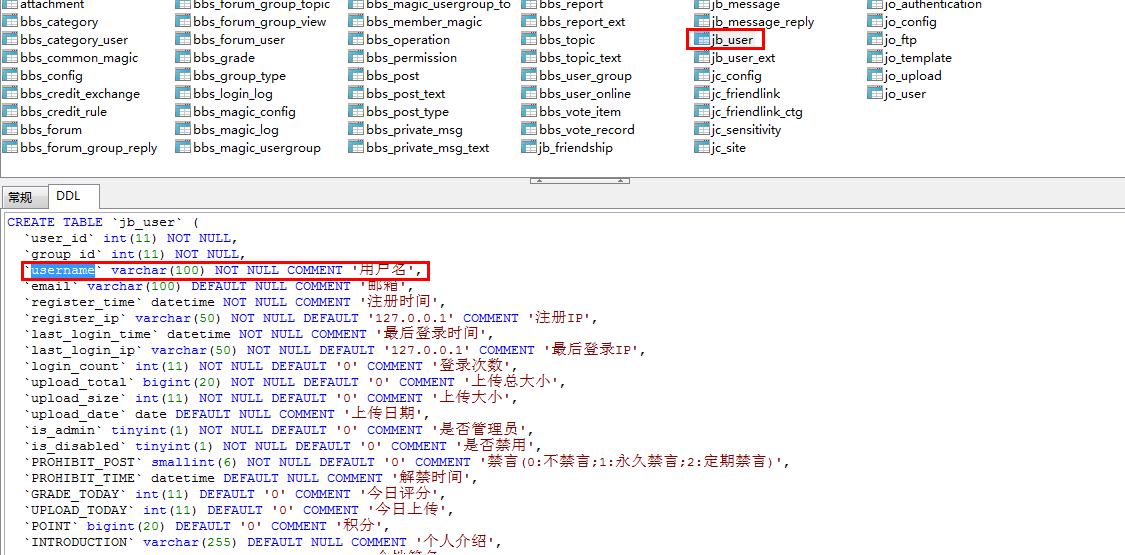 attachment bbs_forum_group_topic bbs_magic_usergroup_to bbs_report jb_message jo_authentication
bbs_category bbs_forum_group_view bbs_member_magic bbs_report_ext jb_message_reply jo_config
bbs_category_user bbs_forum_user bbs_operation bbs_topic jb_user jo_ftp
bbs_common_magic bbs_grade bbs_permission bbs_topic_text jb_user_ext jo_template
bbs_config bbs_group_type bbs_post bbs_user_group jc_config jo_upload
bbs_credit_exchange bbs_login_log bbs_post_text bbs_user_online jc_friendlink jo_user
bbs_credit_rule bbs_magic_config bbs_post_type bbs_vote_item jc_friendlink_ctg
bbs_forum bbs_magic_log bbs_private_msg bbs_vote_record jc_sensitivity
bbs_forum_group_reply bbs_magic_usergroup bbs_private_msg_text jb_friendship jc_site
常规 DDL
CREATE TABLE `jb_user` (
`user_id` int(11) NOT NULL,
`group_id` int(11) NOT NULL,
`username` varchar(100) NOT NULL COMMENT '用户名',
`email` varchar(100) DEFAULT NULL COMMENT '邮箱',
`register_time` datetime NOT NULL COMMENT '注册时间',
`register_ip` varchar(50) NOT NULL DEFAULT '127.0.0.1' COMMENT '注册IP',
`last_login_time` datetime NOT NULL COMMENT '最后登录时间',
`last_login_ip` varchar(50) NOT NULL DEFAULT '127.0.0.1' COMMENT '最后登录IP',
`login_count` int(11) NOT NULL DEFAULT '0' COMMENT '登录次数',
`upload_total` bigint(20) NOT NULL DEFAULT '0' COMMENT '上传总大小',
`upload_size` int(11) NOT NULL DEFAULT '0' COMMENT '上传大小',
`upload_date` date DEFAULT NULL COMMENT '上传日期',
`is_admin` tinyint(1) NOT NULL DEFAULT '0' COMMENT '是否管理员',
`is_disabled` tinyint(1) NOT NULL DEFAULT '0' COMMENT '是否禁用',
`PROHIBIT_POST` smallint(6) NOT NULL DEFAULT '0' COMMENT '禁言(0:不禁言;1:永久禁言;2:定期禁言)',
`PROHIBIT_TIME` datetime DEFAULT NULL COMMENT '解禁时间',
`GRADE_TODAY` int(11) DEFAULT '0' COMMENT '今日评分',
`UPLOAD_TODAY` int(11) DEFAULT '0' COMMENT '今日上传',
`POINT` bigint(20) DEFAULT '0' COMMENT '积分',
`INTRODUCTION` varchar(255) DEFAULT NULL COMMENT '个人介绍',